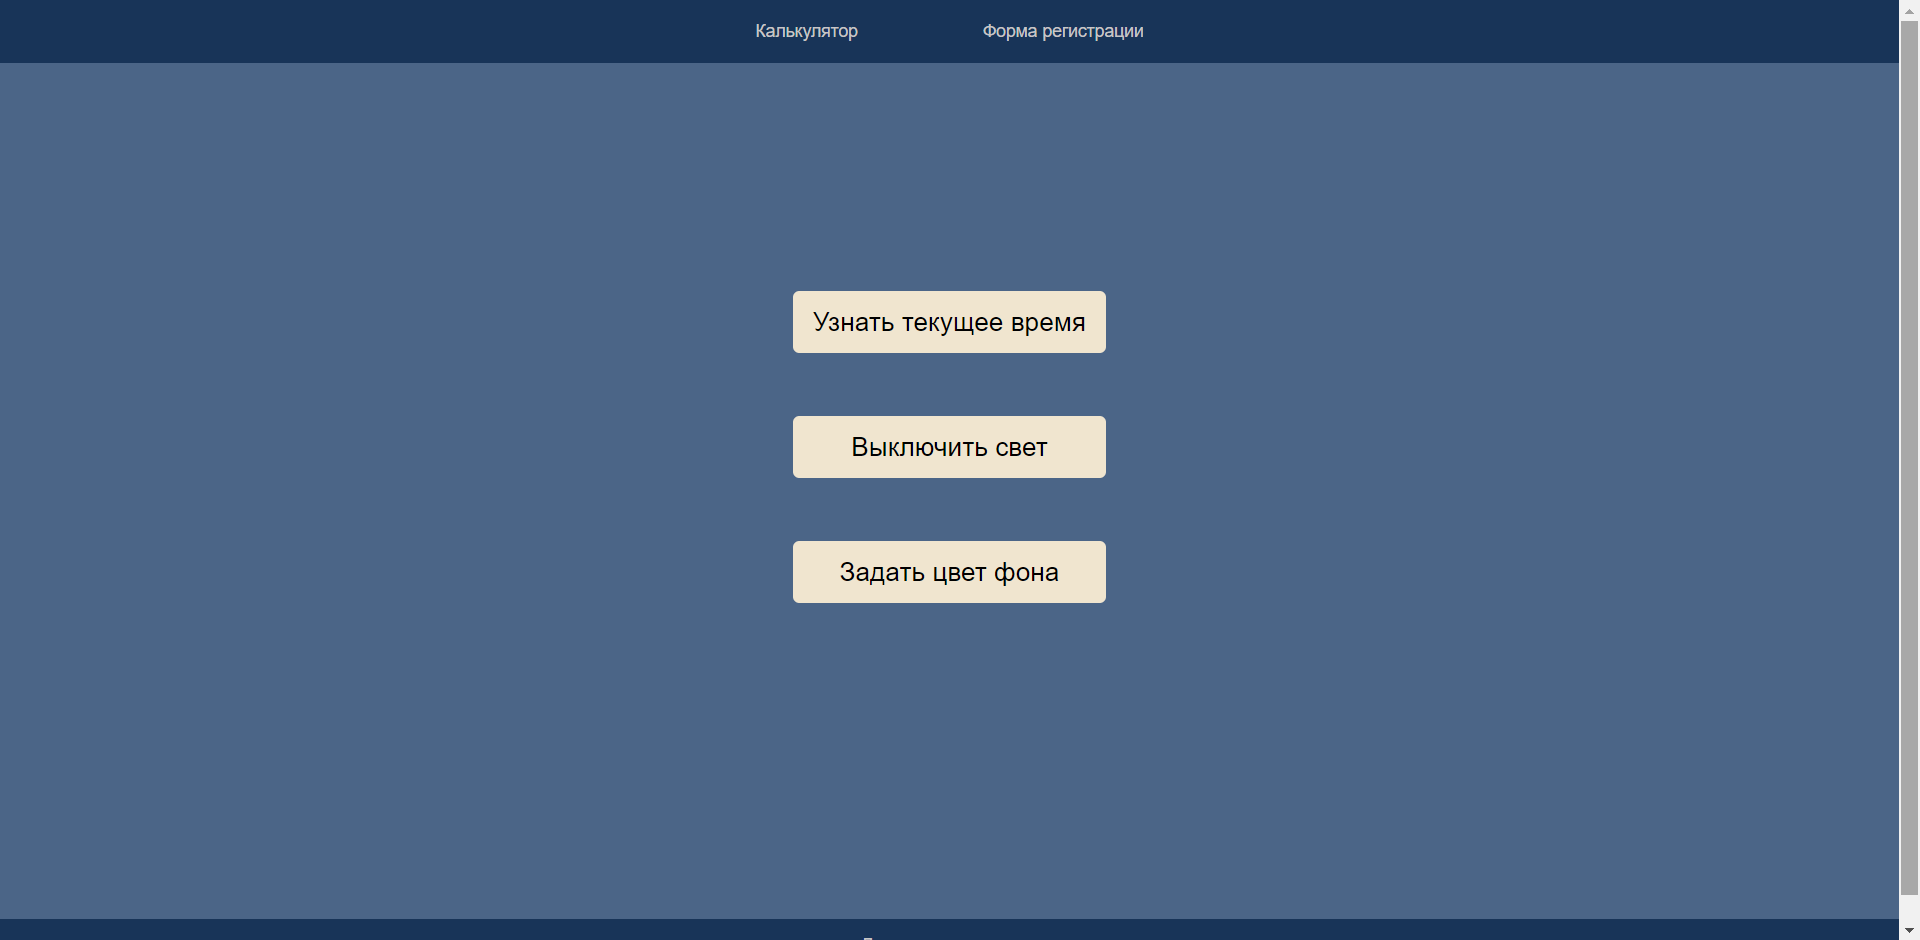 Калькулятор
Форма регистрации
Узнать текущее время
Выключить свет
Задать цвет фона